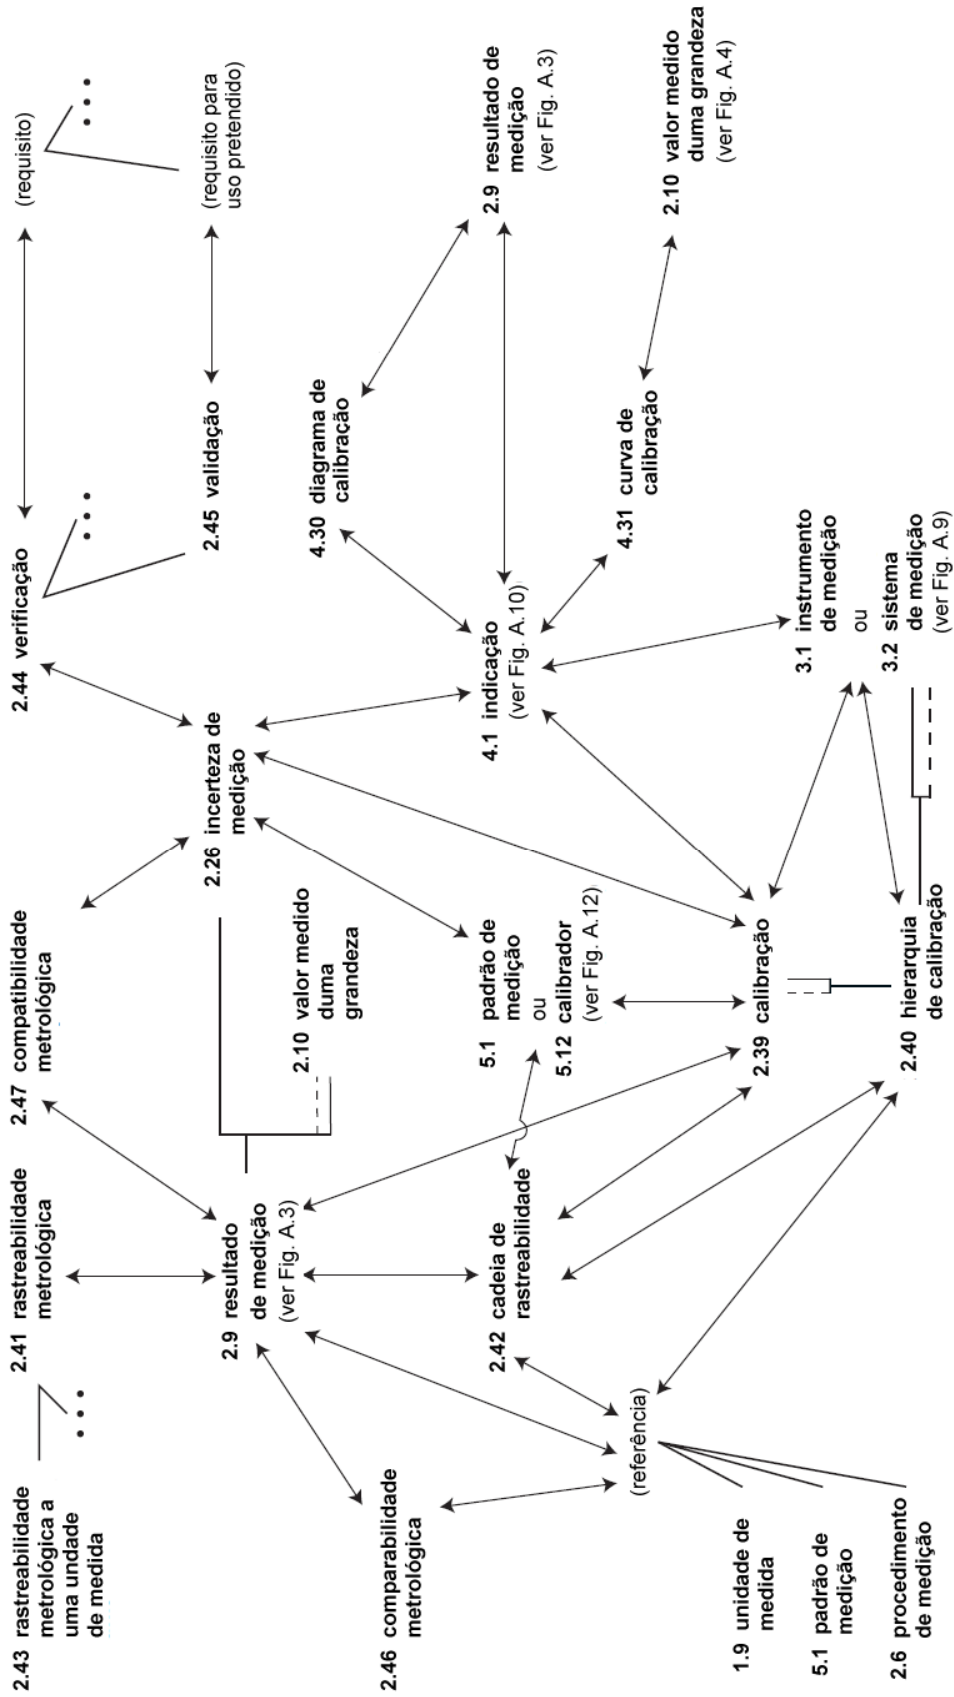 2.43 rastreabilidade
metrológica a
uma undade
de medida
2.41 rastreabilidade
metrológica
2.47 compatibilidade
metrológica
2.44 verificação
(requisito)
2.9 resultado
de medição
(ver Fig. A.3)
2.26 incerteza de
medição
2.10 valor medido
duma
grandeza
2.45 validação
(requisito para
uso pretendido)
2.46 comparabilidade
metrológica
2.42 cadeia de
rastreabilidade
5.1 padrão de
medição
ou
5.12 calibrador
(ver Fig. A.12)
4.1 indicação
(ver Fig. A.10)
4.30 diagrama de
calibração
2.9 resultado de
medição
(ver Fig. A.3)
4.31 curva de
calibração
2.10 valor medido
duma grandeza
(ver Fig. A.4)
(referência)
1.9 unidade de
medida
5.1 padrão de
medição
2.6 procedimento
de medição
2.39 calibração
2.40 hierarquia
de calibração
3.1 instrumento
de medição
ou
3.2 sistema
de medição
(ver Fig. A.9)